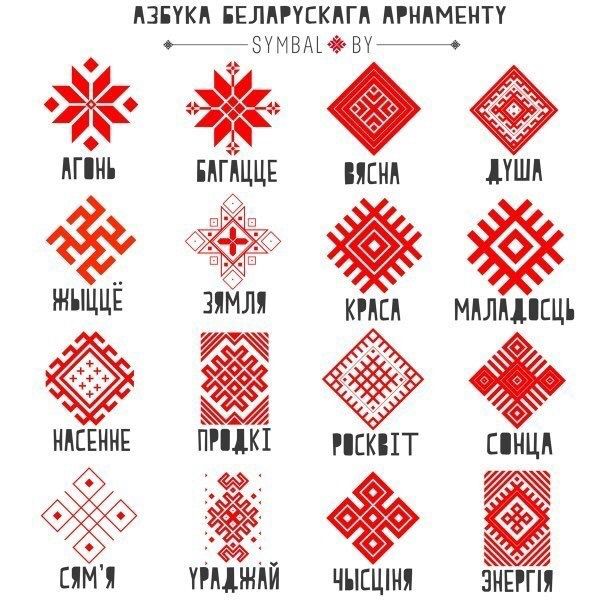 АЗБУКА БЕЛАРУСКАГА АРНАМЕНТУ
SYMBAL BY
АГОНЬ БАГАЦЦЕ ВЯСНА ДУША
ЖЫЦЦЁ ЗЯМЛЯ КРАСА МАЛАДОСЦЬ
НАСЕННЕ ПРОДКІ РОСКВІТ СОНЦА
СЯМ'Я УРАДЖАЙ ЧЫСЦІНЯ ЭНЕРГІЯ